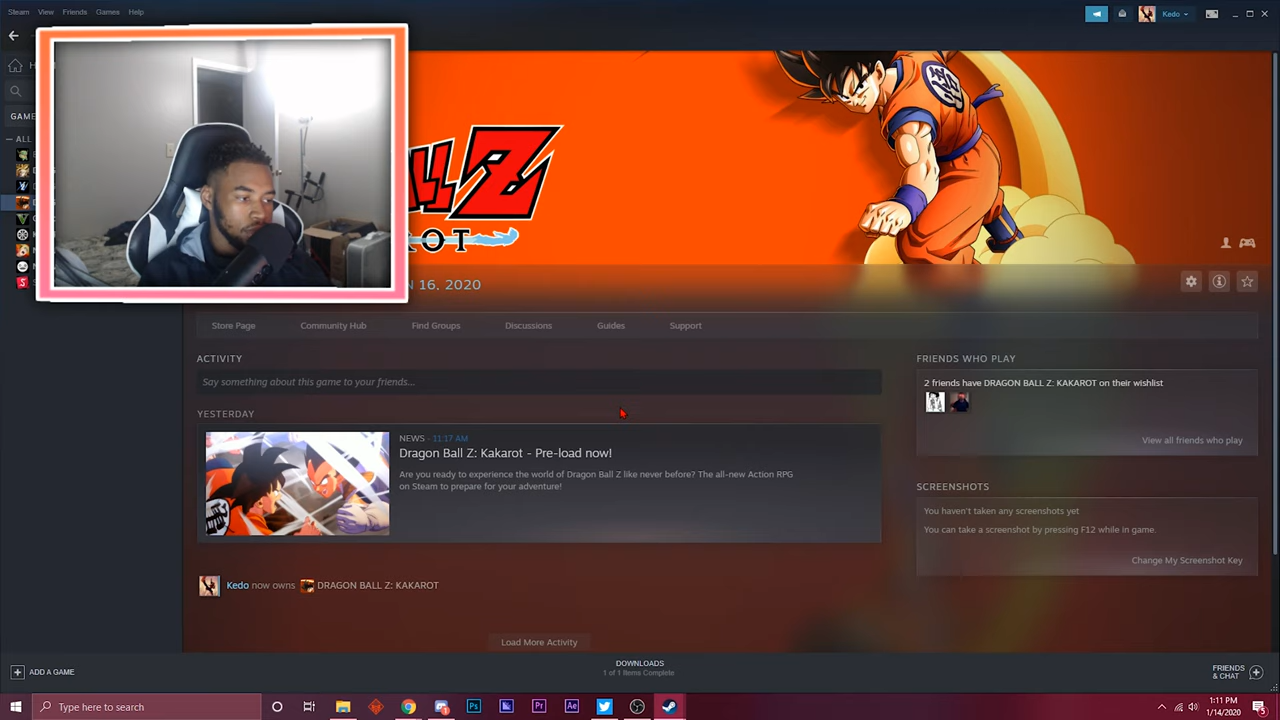 Steam View Friends Games Help
Kedo
GAME
ALL
LL Z
ROT
N 16, 2020
Store Page Community Hub Find Groups Discussions Guides Support
ACTIVITY
Say something about this game to your friends...
YESTERDAY
NEWS - 11:17 AM
Dragon Ball Z: Kakarot - Pre-load now!
Are you ready to experience the world of Dragon Ball Z like never before? The all-new Action RPG
on Steam to prepare for your adventure!
Kedo now owns DRAGON BALL Z: KAKAROT
Load More Activity
FRIENDS WHO PLAY
2 friends have DRAGON BALL Z: KAKAROT on their wishlist
View all friends who play
SCREENSHOTS
You haven't taken any screenshots yet
You can take a screenshot by pressing F12 while in game.
Change My Screenshot Key
ADD A GAME
DOWNLOADS
1 of 1 Items Complete
FRIENDS
& CHAT
Type here to search
Ps
Pr
Ae
1:11 PM
1/14/2020